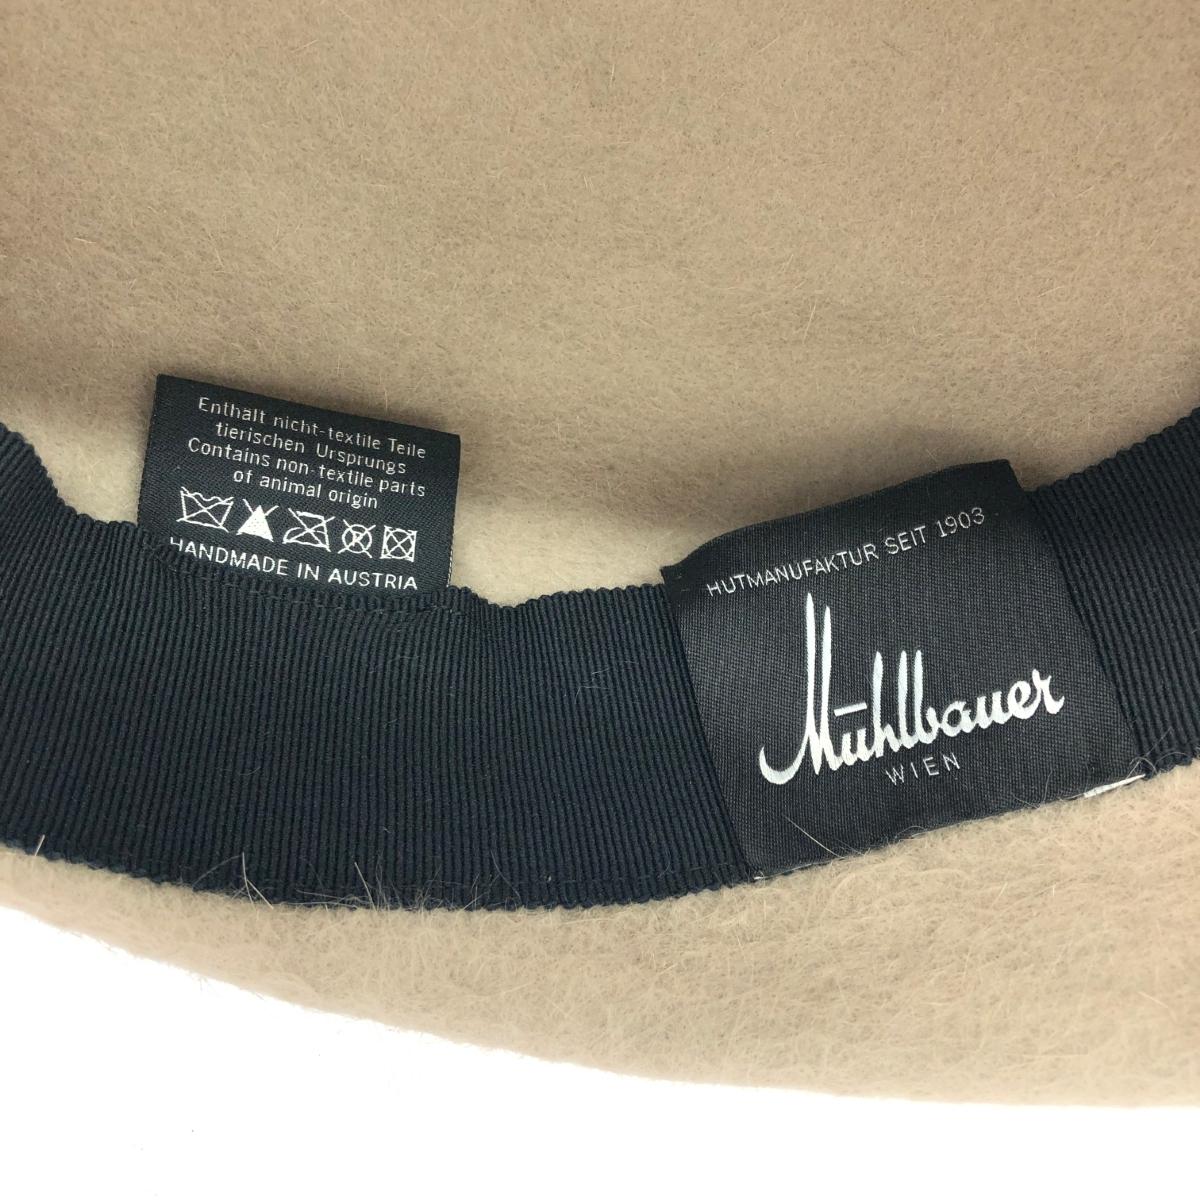 Enthält nicht-textile Teile
tierischen Ursprungs
Contains non-textile parts
of animal origin
HANDMADE IN AUSTRIA
HUTMANUFAKTUR SEIT 1903
Mühlbauer
WIEN